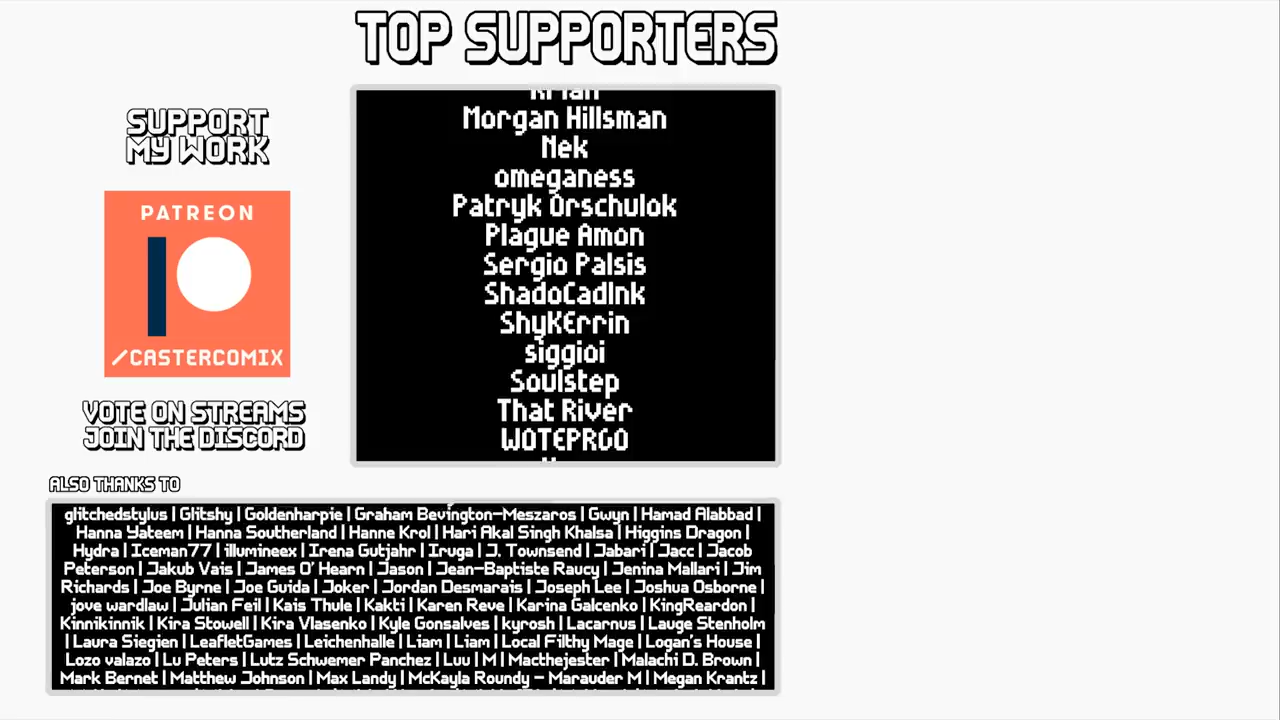 TOP SUPPORTERS
SUPPORT
MY WORK
PATREON
/CASTERCOMIX
VOTE ON STREAMS
JOIN THE DISCORD
Morgan Hillsman
Nek
omeganess
Patryk Orschulok
Plague Amon
Sergio Palsis
ShadoCadInk
ShyKErrin
siggioi
Soulstep
That River
WOTEPRGO
ALSO THANKS TO
glitchedstylus | Glitshy | Goldenharpie | Graham Bevington-Meszaros | Gwyn | Hamad Alabbad |
Hanna Yateem | Hanna Southerland | Hanne Krol | Hari Akal Singh Khalsa | Higgins Dragon |
Hydra | Iceman77 | illumineex | Irena Gutjahr | Iruga | J. Townsend | Jabari | Jacc | Jacob
Peterson | Jakub Vais | James O' Hearn | Jason | Jean-Baptiste Raucy | Jenina Mallari | Jim
Richards | Joe Byrne | Joe Guida | Joker | Jordan Desmarais | Joseph Lee | Joshua Osborne |
jove wardlaw | Julian Feil | Kais Thule | Kakti | Karen Reve | Karina Galcenko | KingReardon |
Kinnikinnik | Kira Stowell | Kira Vlasenko | Kyle Gonsalves | kyrosh | Lacarnus | Lauge Stenholm
| Laura Siegien | LeafletGames | Leichenhalle | Liam | Liam | Local Filthy Mage | Logan's House |
Lozo valazo | Lu Peters | Lutz Schwemer Panchez | Luu | M | Macthejester | Malachi D. Brown |
Mark Bernet | Matthew Johnson | Max Landy | McKayla Roundy - Marauder M | Megan Krantz |